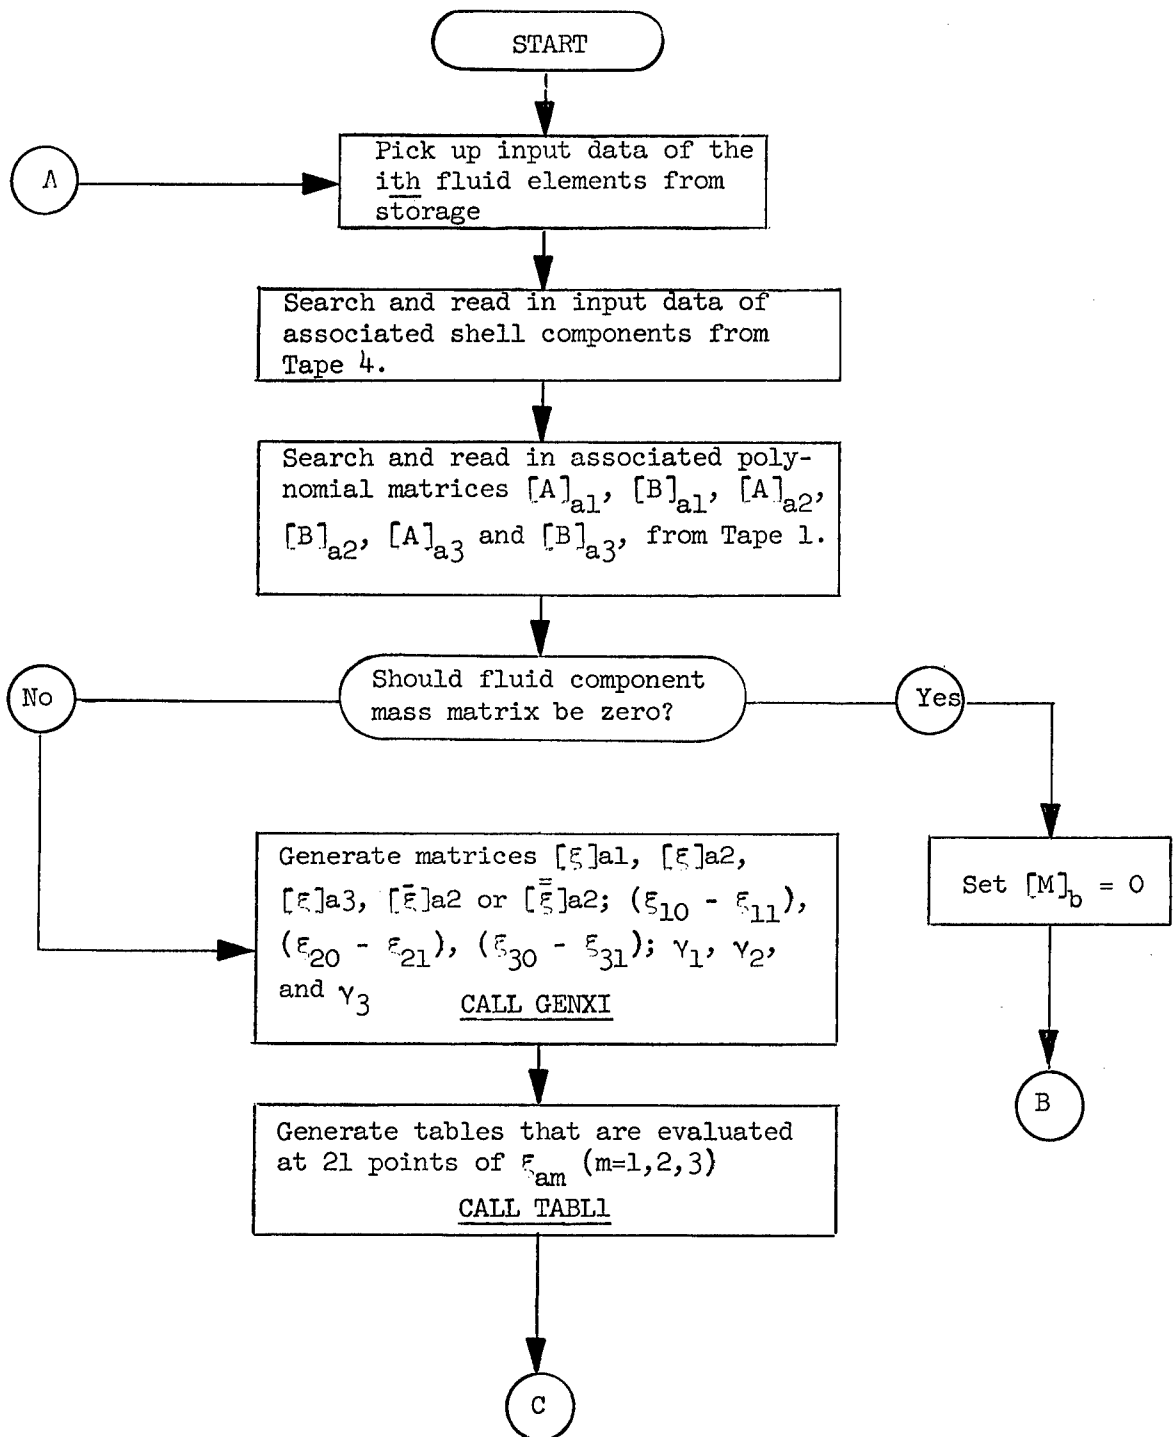 START
A
Pick up input data of the
ith fluid elements from
storage
Search and read in input data of
associated shell components from
Tape 4.
Search and read in associated poly-
nomial matrices [A]a1, [B]a1, [A]a2,
[B]a2, [A]a3 and [B]a3, from Tape 1.
No
Should fluid component
mass matrix be zero?
Yes
Generate matrices [ξ]a1, [ξ]a2,
[ξ]a3, [ξ̄]a2 or [ξ̿]a2; (ξ10 - ξ11),
(ξ20 - ξ21), (ξ30 - ξ31); γ1, γ2,
and γ3
CALL GENXI
Set [M]b = 0
B
Generate tables that are evaluated
at 21 points of ξam (m=1,2,3)
CALL TABL1
C